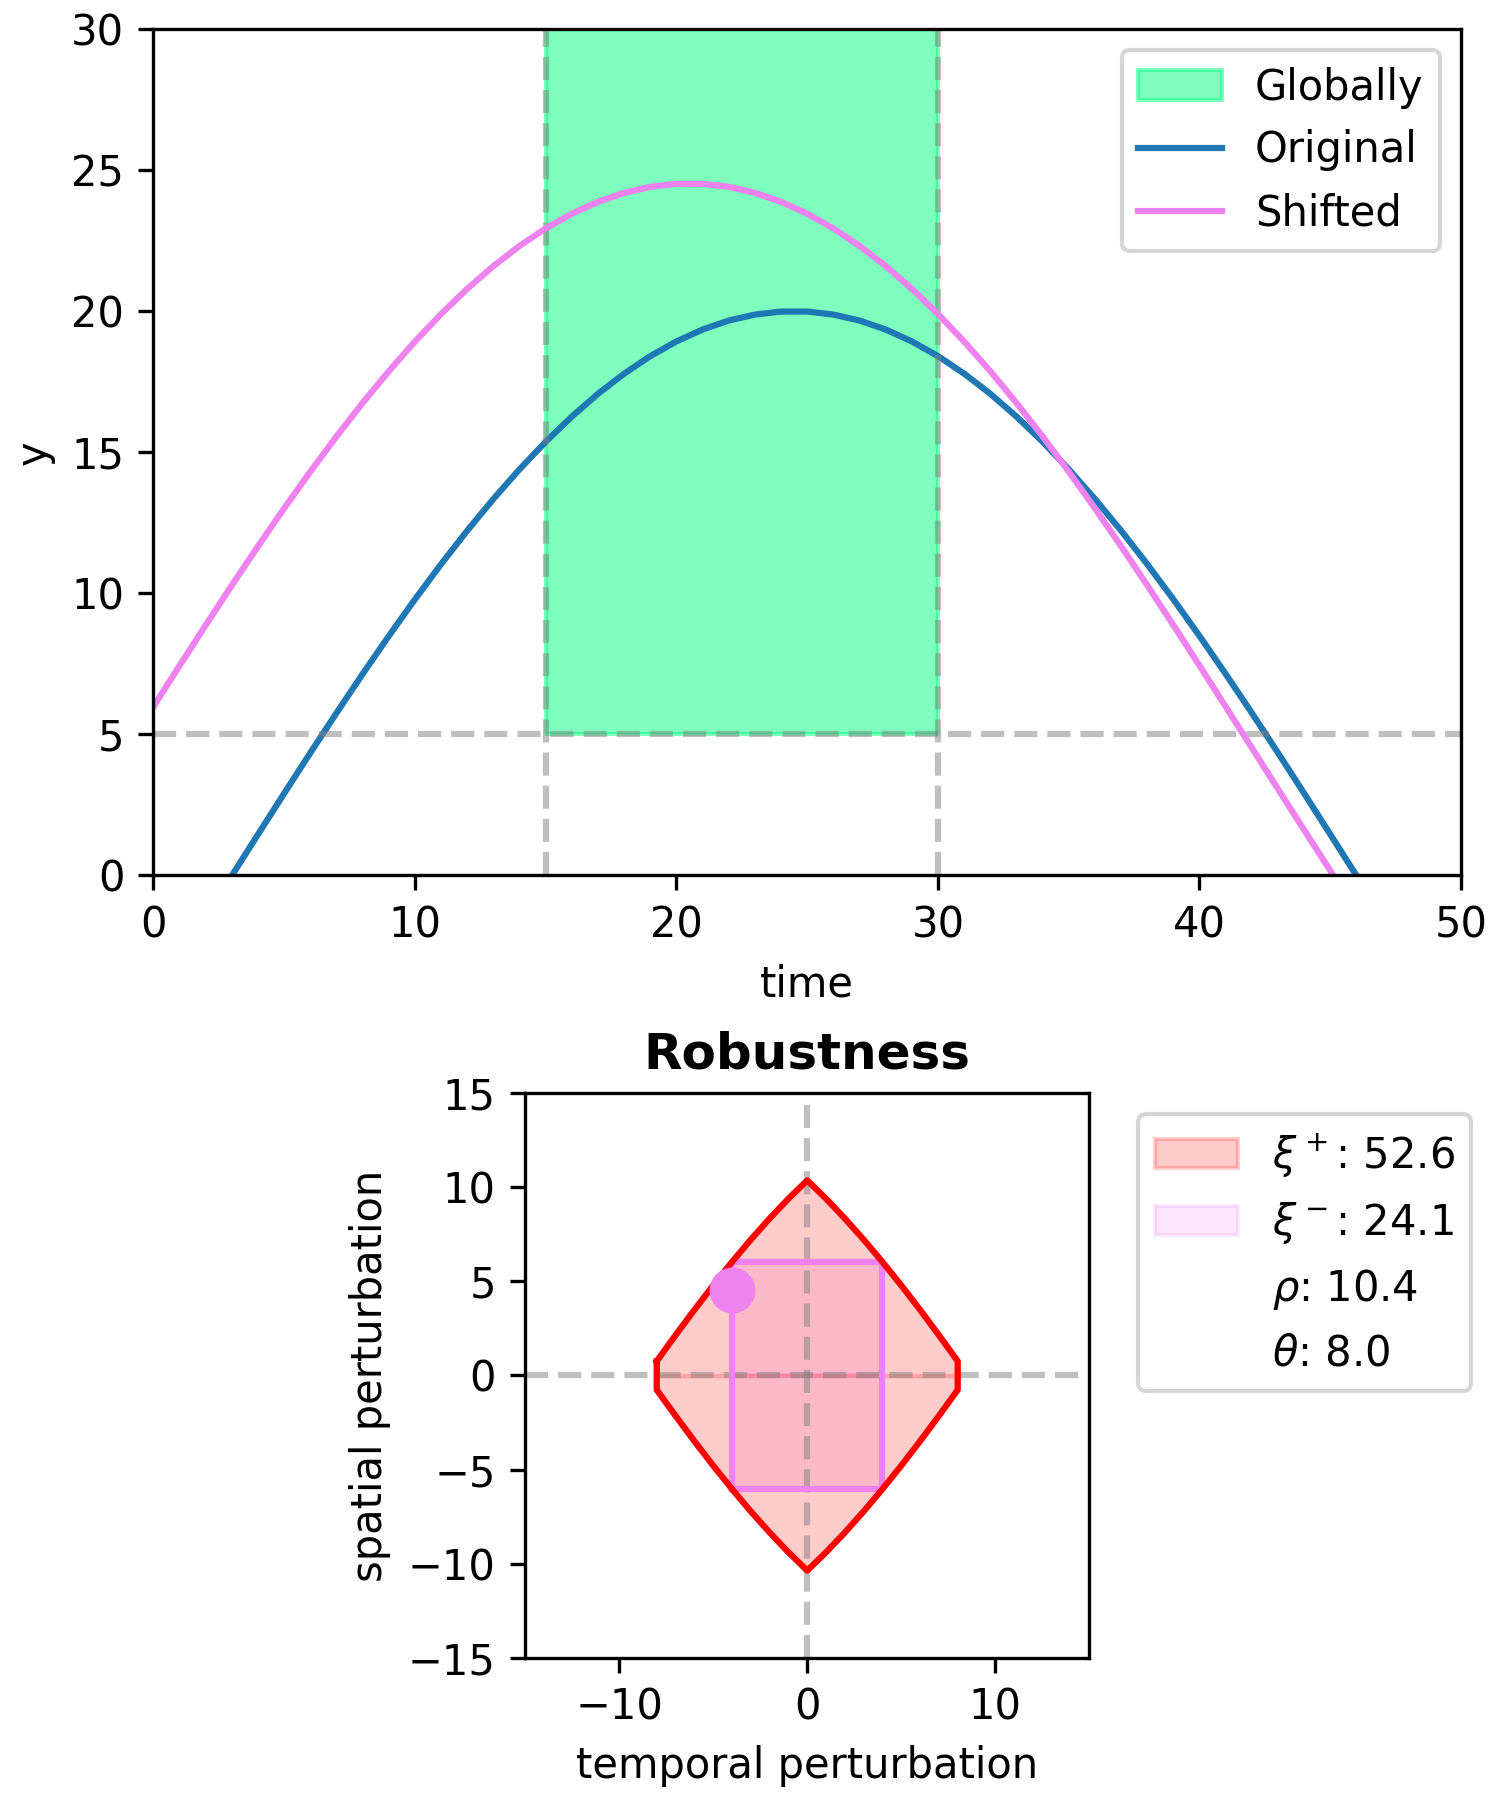 30
25
20
15
10
5
0
y
0
10
20
30
40
50
time
Globally
Original
Shifted
Robustness
15
10
5
0
−5
−10
−15
spatial perturbation
−10
0
10
temporal perturbation
ξ⁺: 52.6
ξ⁻: 24.1
ρ: 10.4
θ: 8.0